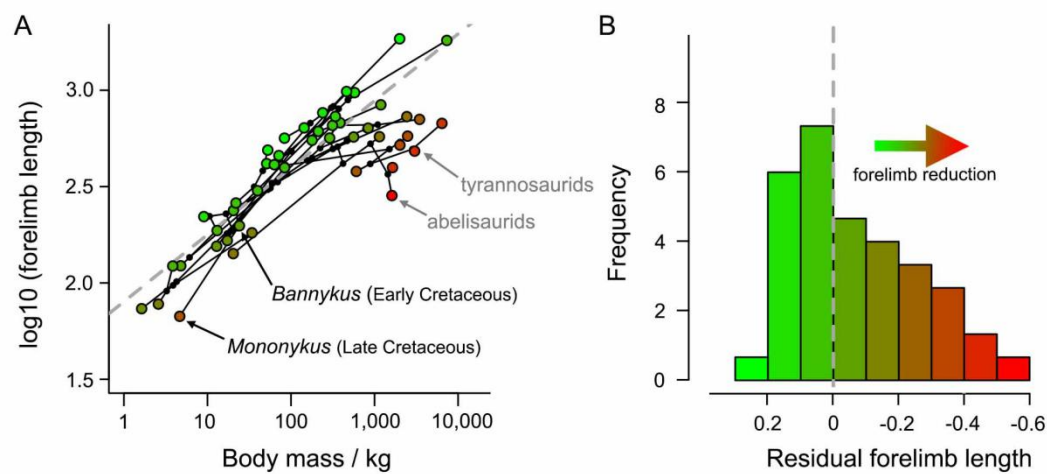 A
log10 (forelimb length)
3.0
2.5
2.0
1.5
tyrannosaurids
abelisaurids
Bannykus (Early Cretaceous)
Mononykus (Late Cretaceous)
1 10 100 1,000 10,000
Body mass / kg
B
Frequency
8
6
4
2
0
forelimb reduction
0.2 0 -0.2 -0.4 -0.6
Residual forelimb length